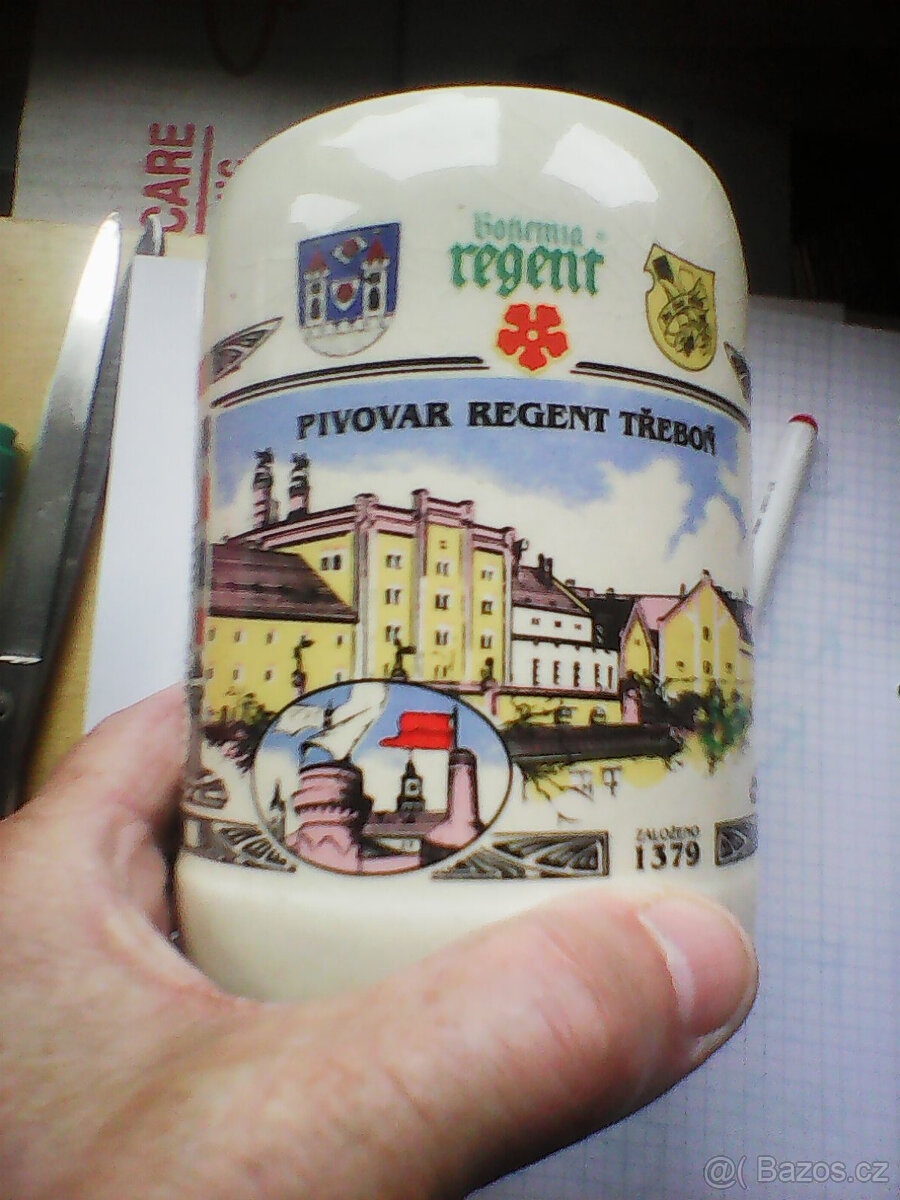 CARE
Bohemia
regent
PIVOVAR REGENT TŘEBOŇ
ZALOŽENO
1379
@( Bazos.cz